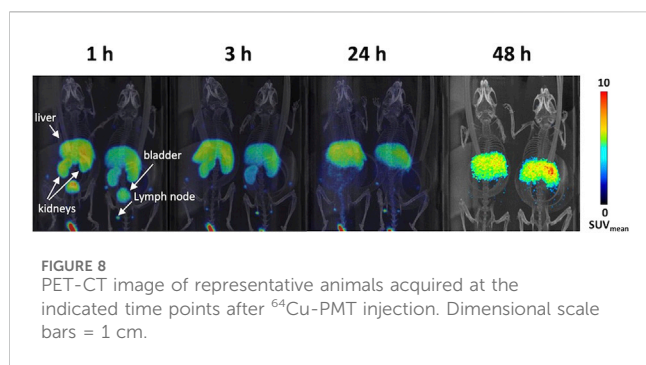 1 h 3 h 24 h 48 h
10
liver
bladder
Lymph node
kidneys
0
SUVmean
FIGURE 8
PET-CT image of representative animals acquired at the
indicated time points after ⁶⁴Cu-PMT injection. Dimensional scale
bars = 1 cm.